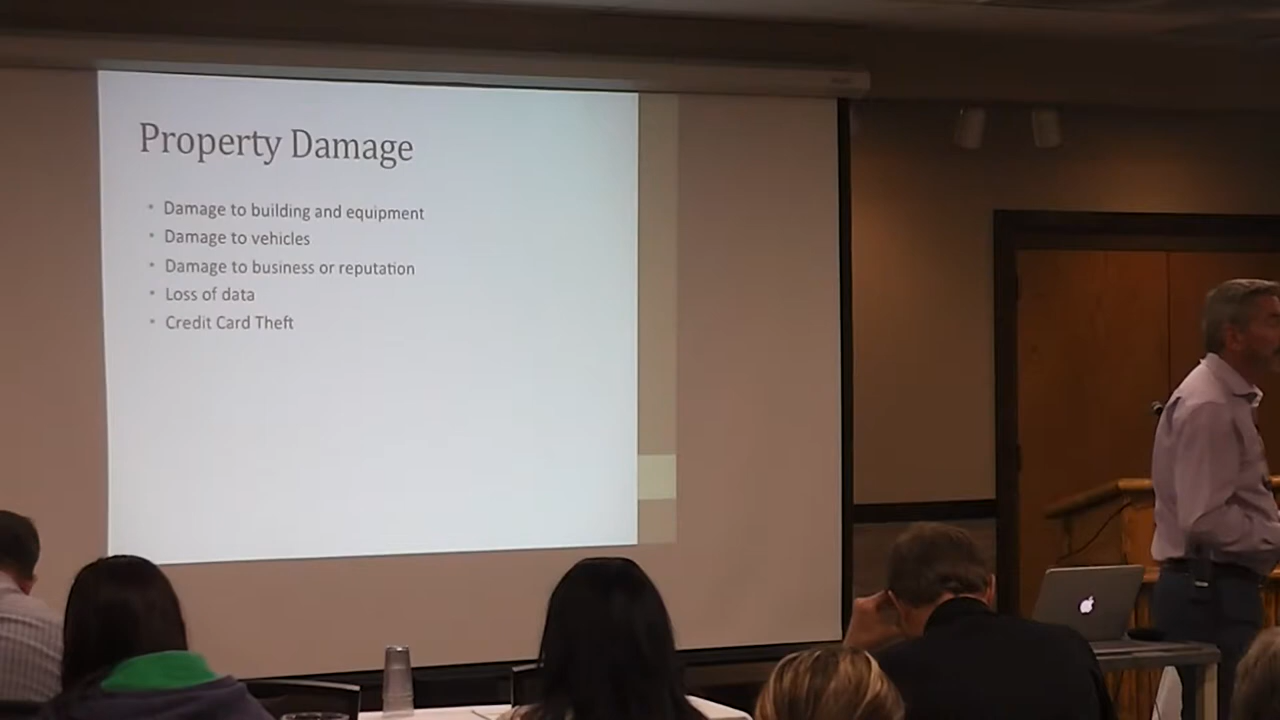 Property Damage
Damage to building and equipment
Damage to vehicles
Damage to business or reputation
Loss of data
Credit Card Theft